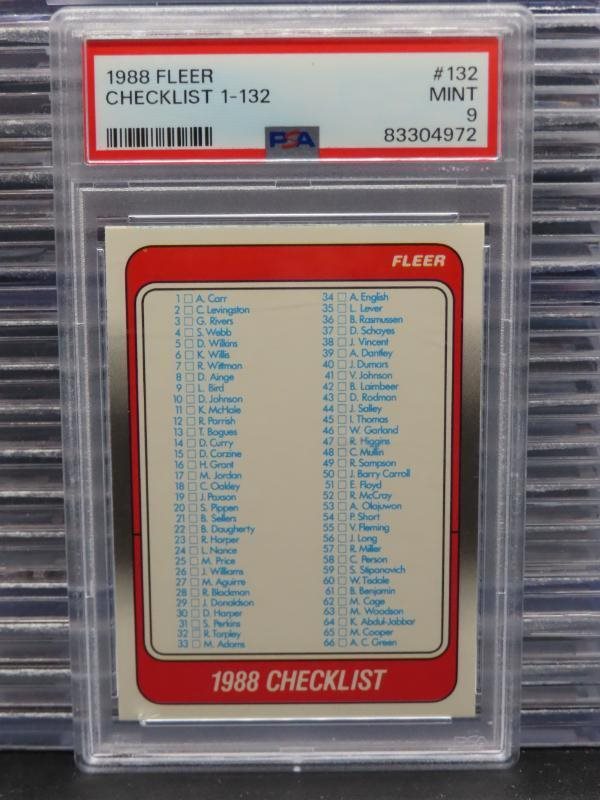 1988 FLEER #132
CHECKLIST 1-132 MINT
9
PSA 83304972
FLEER
1 A. Carr
2 C. Levingston
3 G. Rivers
4 S. Webb
5 D. Wilkins
6 K. Willis
7 R. Wittman
8 D. Ainge
9 L. Bird
10 D. Johnson
11 K. McHale
12 R. Parrish
13 T. Bogues
14 D. Curry
15 D. Corzine
16 H. Grant
17 M. Jordan
18 C. Oakley
19 J. Paxson
20 S. Pippen
21 B. Sellers
22 B. Daugherty
23 R. Harper
24 L. Nance
25 M. Price
26 J. Williams
27 M. Aguirre
28 R. Blackman
29 J. Donaldson
30 D. Harper
31 S. Perkins
32 R. Tarpley
33 M. Adams
34 A. English
35 L. Lever
36 B. Rasmussen
37 D. Schayes
38 J. Vincent
39 A. Dantley
40 J. Dumars
41 V. Johnson
42 B. Laimbeer
43 D. Rodman
44 J. Salley
45 I. Thomas
46 W. Garland
47 R. Higgins
48 C. Mullin
49 R. Sampson
50 J. Barry Carroll
51 E. Floyd
52 R. McCray
53 A. Olajuwon
54 P. Short
55 V. Fleming
56 J. Long
57 R. Miller
58 C. Person
59 S. Stipanovich
60 W. Tisdale
61 B. Benjamin
62 M. Cage
63 M. Woodson
64 K. Abdul-Jabbar
65 M. Cooper
66 A. C. Green
1988 CHECKLIST
PSA